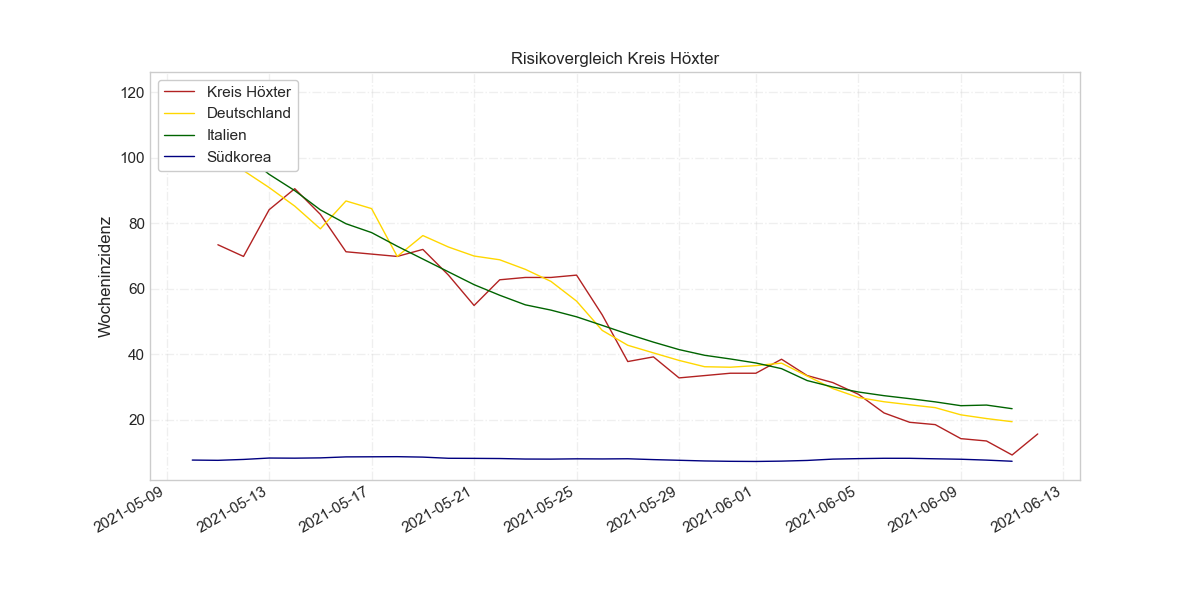 Risikovergleich Kreis Höxter
Kreis Höxter
Deutschland
Italien
Südkorea
Wocheninzidenz
120
100
80
60
40
20
2021-05-09
2021-05-13
2021-05-17
2021-05-21
2021-05-25
2021-05-29
2021-06-01
2021-06-05
2021-06-09
2021-06-13